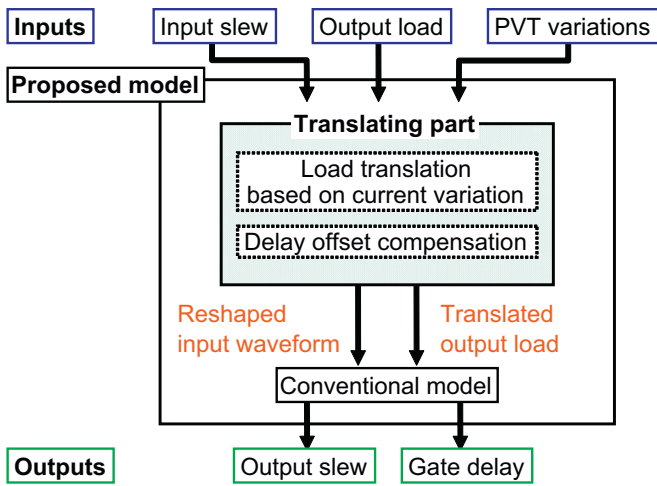 Inputs
Input slew
Output load
PVT variations
Proposed model
Translating part
Load translation
based on current variation
Delay offset compensation
Reshaped
input waveform
Translated
output load
Conventional model
Outputs
Output slew
Gate delay